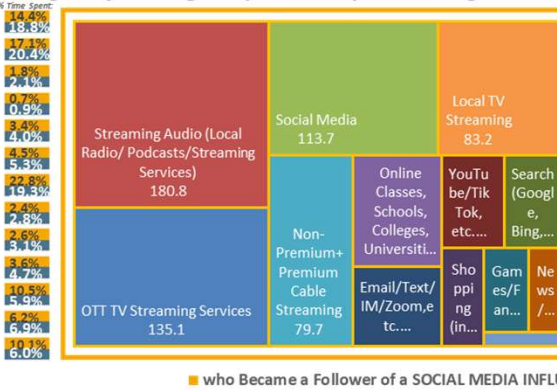 % Time Spent:
14.4%
18.8%
17.1%
20.4%
1.8%
2.1%
0.7%
0.9%
3.4%
4.0%
4.5%
5.3%
22.8%
19.3%
2.4%
2.8%
2.6%
3.1%
3.6%
4.7%
10.5%
5.9%
6.2%
6.9%
10.1%
6.0%
Streaming Audio (Local
Radio/ Podcasts/Streaming
Services)
180.8
OTT TV Streaming Services
135.1
Social Media
113.7
Local TV
Streaming
83.2
Non-
Premium+
Premium
Cable
Streaming
79.7
Online
Classes,
Schools,
Colleges,
Universiti...
Email/Text/
IM/Zoom,e
tc....
YouTu
be/Tik
Tok,
etc....
Search
(Googl
e,
Bing,...
Sho
ppi
ng
(in...
Gam
es/F
an...
Ne
ws
/...
who Became a Follower of a SOCIAL MEDIA INFL